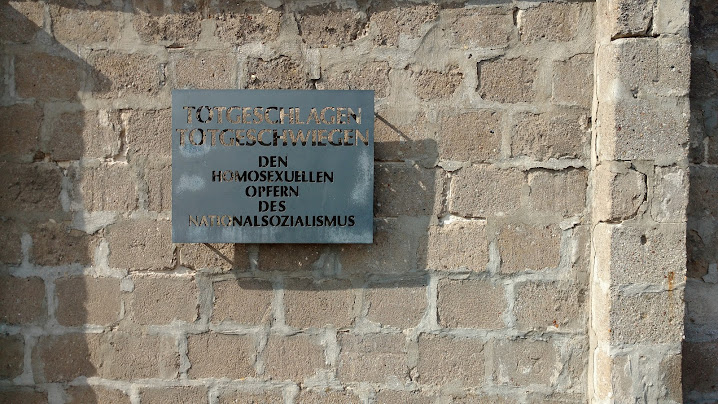 TOTGESCHLAGEN
TOTGESCHWIEGEN
DEN
HOMOSEXUELLEN
OPFERN
DES
NATIONALSOZIALISMUS